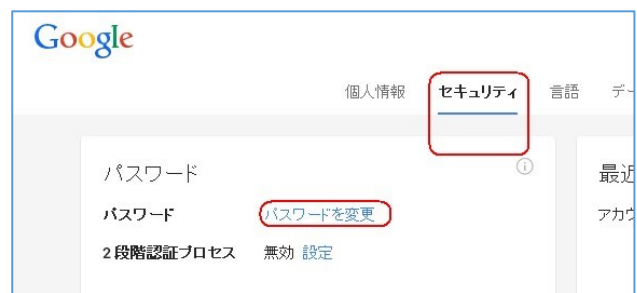 Google
個人情報 セキュリティ 言語 デー
パスワード
最近
パスワード パスワードを変更
アカウ
2 段階認証プロセス 無効 設定